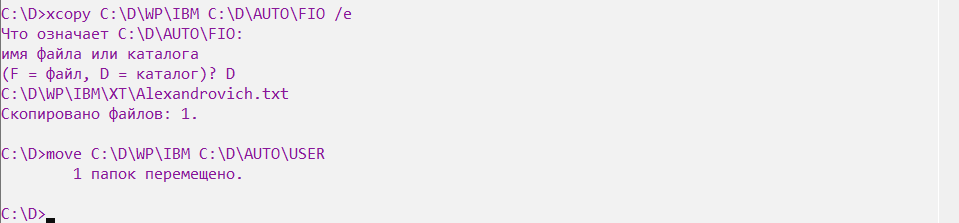 C:\D>xcopy C:\D\WP\IBM C:\D\AUTO\FIO /e
Что означает C:\D\AUTO\FIO:
имя файла или каталога
(F = файл, D = каталог)? D
C:\D\WP\IBM\XT\Alexandrovich.txt
Скопировано файлов: 1.
C:\D>move C:\D\WP\IBM C:\D\AUTO\USER
1 папок перемещено.
C:\D>